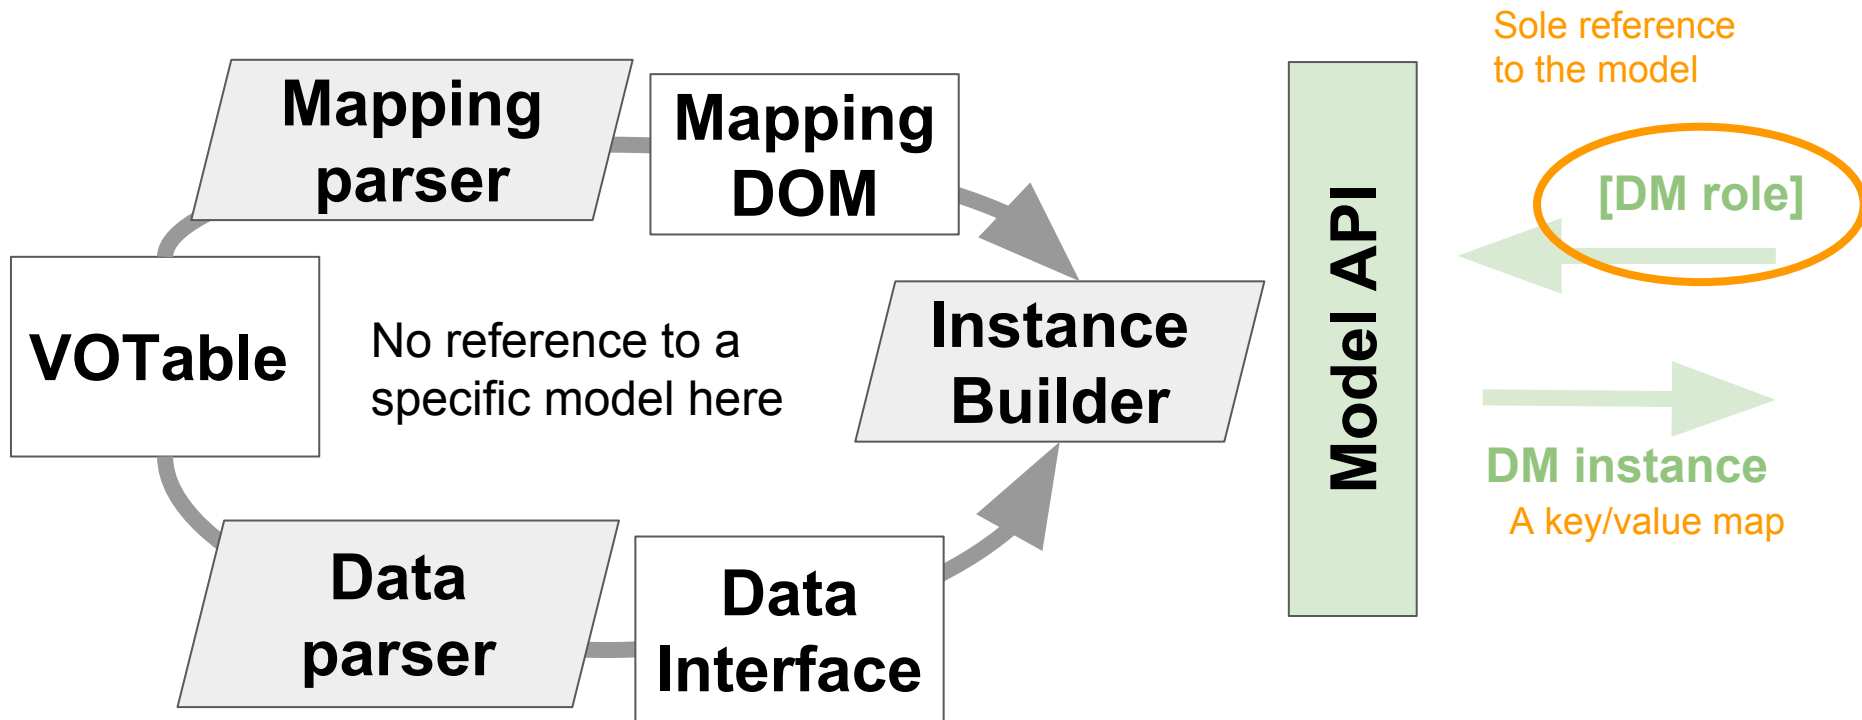 Sole reference
to the model
Mapping
parser
Mapping
DOM
[DM role]
VOTable
No reference to a
specific model here
Instance
Builder
Model API
DM instance
A key/value map
Data
parser
Data
Interface